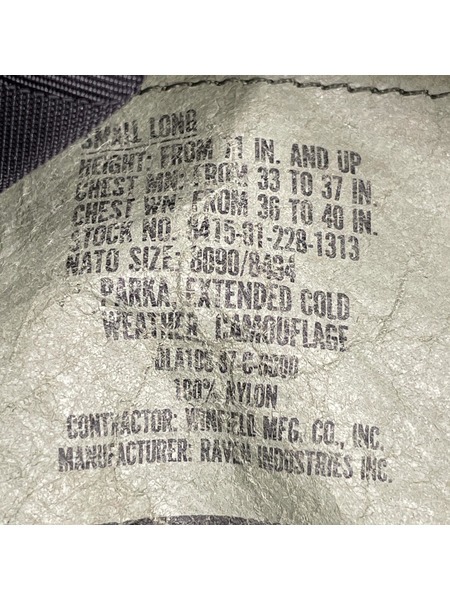 SMALL LONG
HEIGHT: FROM 71 IN. AND UP
CHEST MN: FROM 33 TO 37 IN.
CHEST WN: FROM 36 TO 40 IN.
STOCK NO. 8415-01-228-1313
NATO SIZE: 8090/8494
PARKA, EXTENDED COLD
WEATHER, CAMOUFLAGE
100% NYLON
CONTRACTOR: WINFIELD MFG. CO., INC.
MANUFACTURER: RAVEN INDUSTRIES INC.